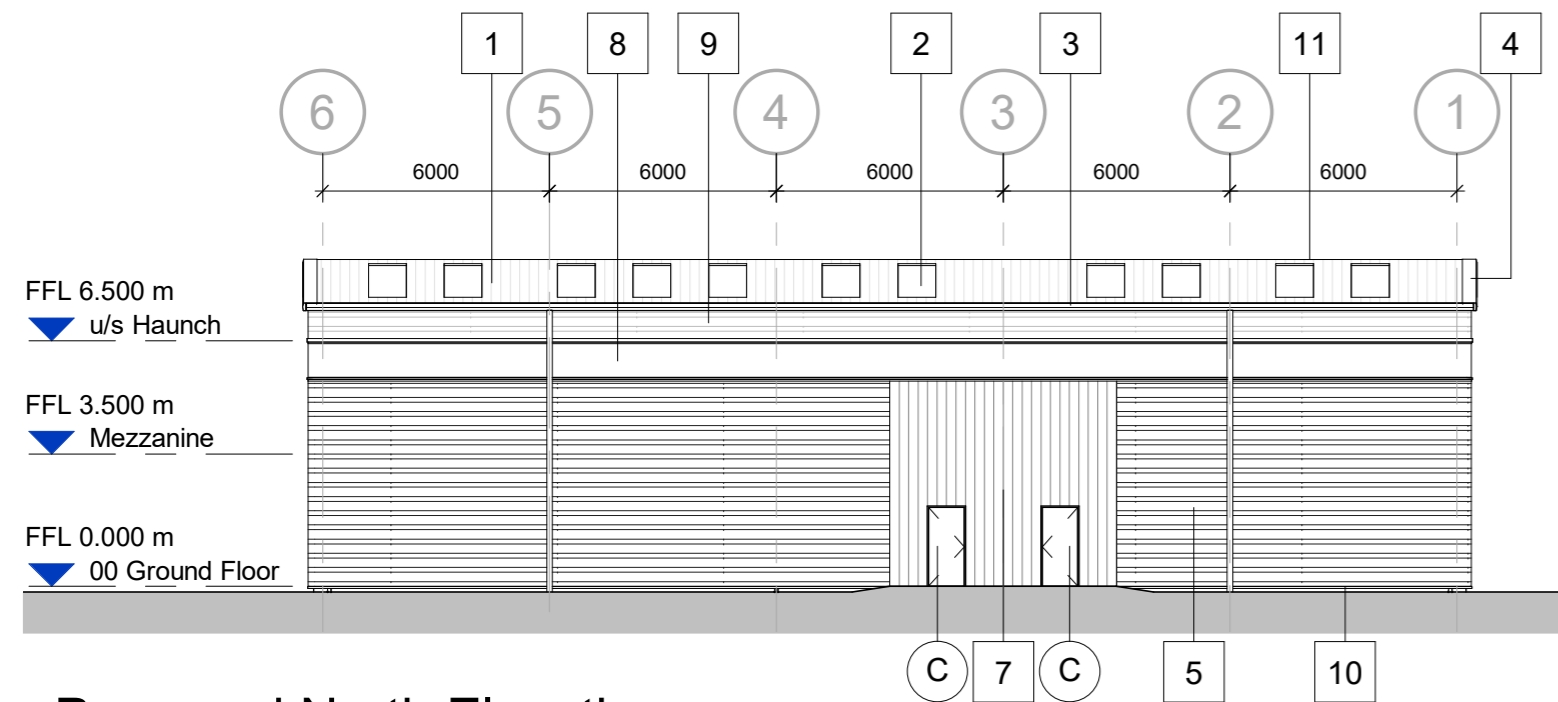 1 8 9 2 3 11 4
6 5 4 3 2 1
6000 6000 6000 6000 6000
FFL 6.500 m
u/s Haunch
FFL 3.500 m
Mezzanine
FFL 0.000 m
00 Ground Floor
C 7 C 5 10